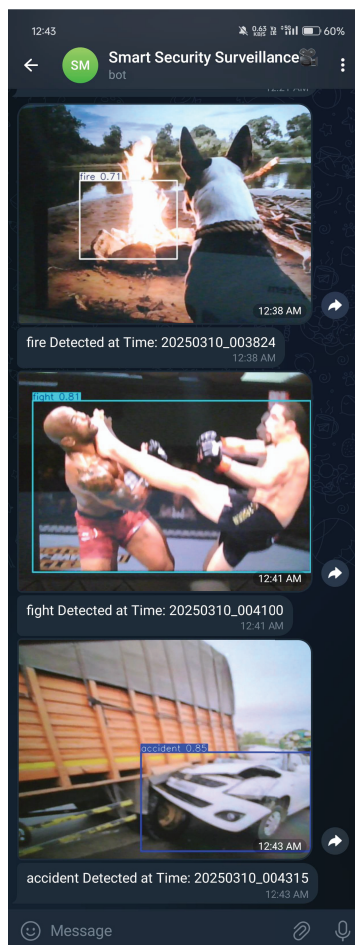 12:43
0.63
KB/S
60%
SM
Smart Security Surveillance
bot
fire 0.71
12:38 AM
fire Detected at Time: 20250310_003824
12:38 AM
fight 0.81
12:41 AM
fight Detected at Time: 20250310_004100
12:41 AM
accident 0.85
12:43 AM
accident Detected at Time: 20250310_004315
12:43 AM
Message